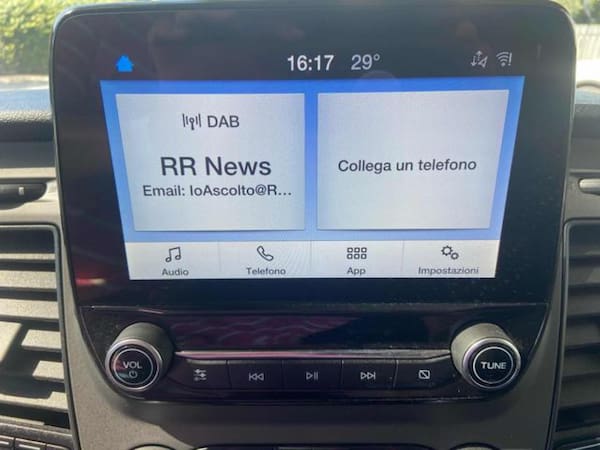 16:17 29°
DAB
RR News
Email: IoAscolto@R...
Collega un telefono
Audio
Telefono
App
Impostazioni
VOL
TUNE